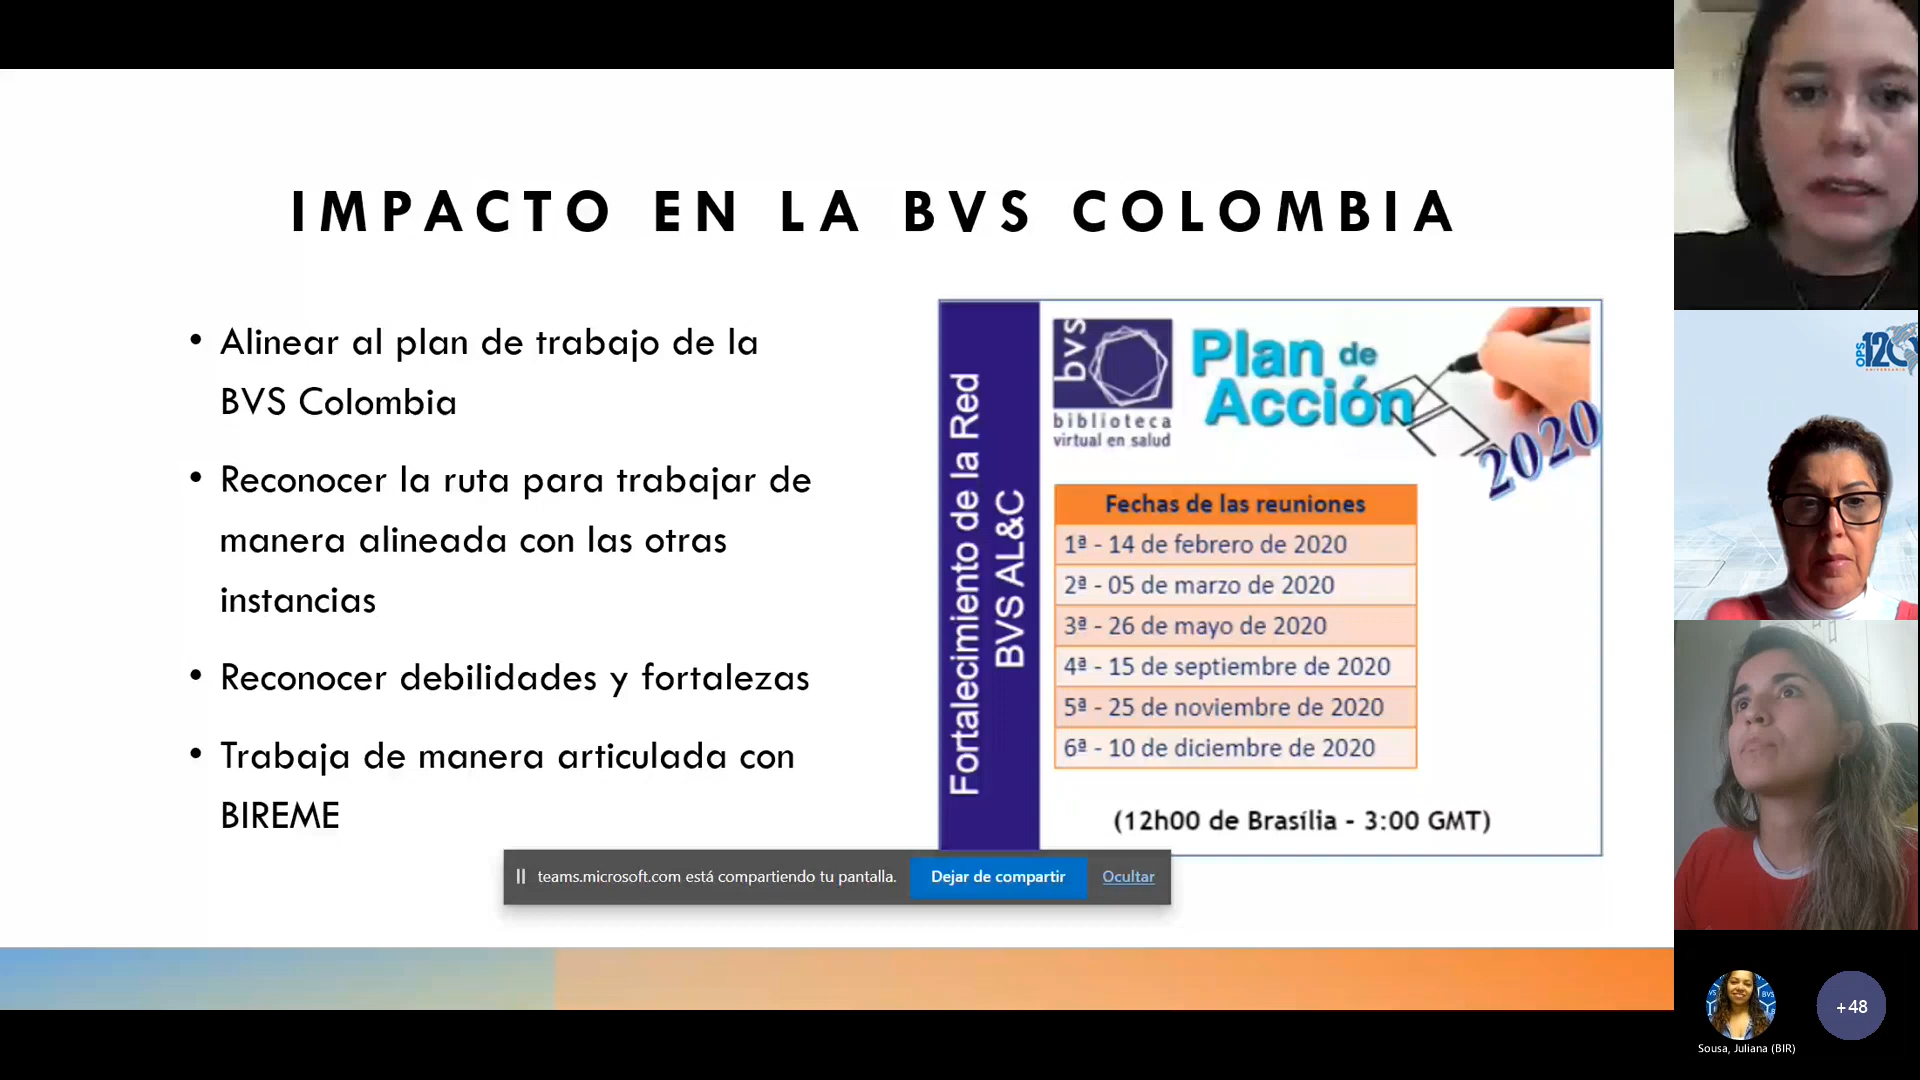 IMPACTO EN LA BVS COLOMBIA
• Alinear al plan de trabajo de la
BVS Colombia
• Reconocer la ruta para trabajar de
manera alineada con las otras
instancias
• Reconocer debilidades y fortalezas
• Trabaja de manera articulada con
BIREME
Fortalecimiento de la Red
BVS AL&C
bvs
biblioteca
virtual en salud
Plan de
Acción
2020
Fechas de las reuniones
1ª - 14 de febrero de 2020
2ª - 05 de marzo de 2020
3ª - 26 de mayo de 2020
4ª - 15 de septiembre de 2020
5ª - 25 de noviembre de 2020
6ª - 10 de diciembre de 2020
(12h00 de Brasília - 3:00 GMT)
teams.microsoft.com está compartiendo tu pantalla.
Dejar de compartir
Ocultar
OPS
120
ANIVERSARIO
BVS
Sousa, Juliana (BIR)
+48